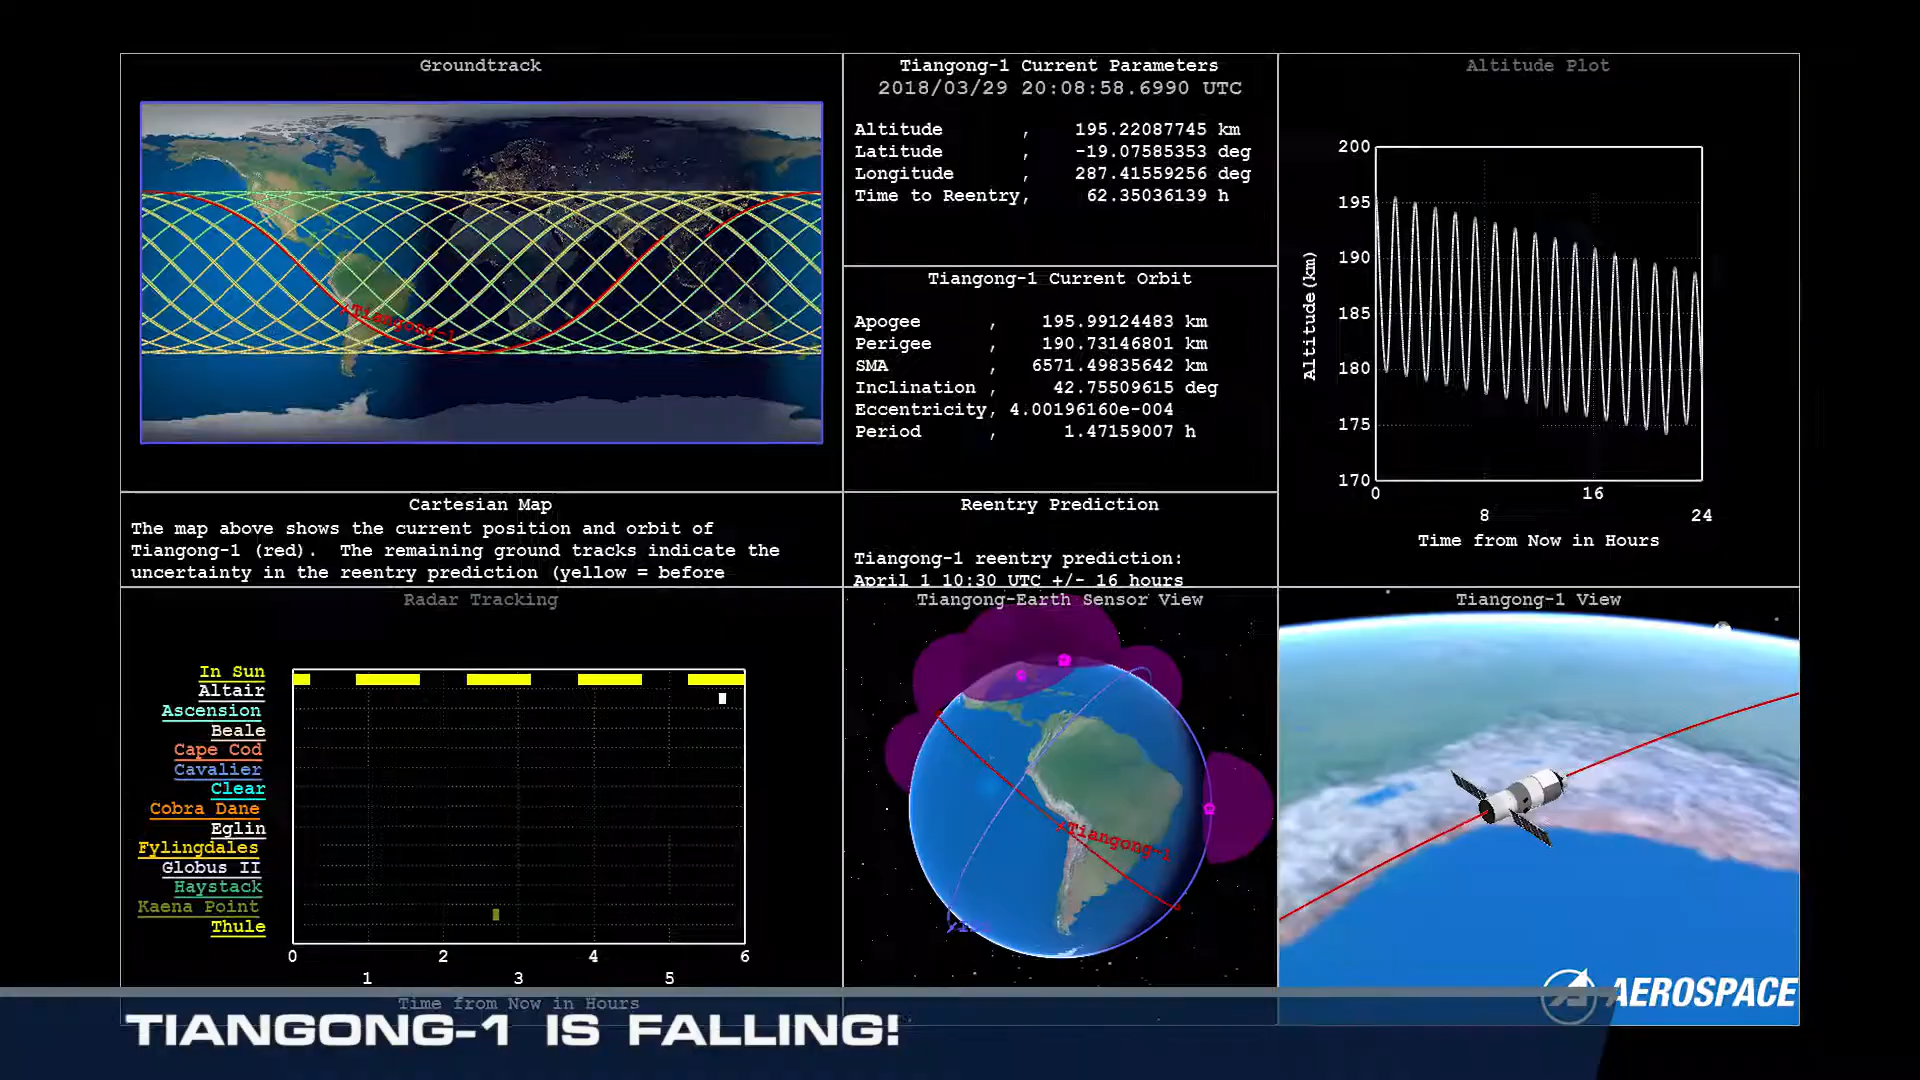 Groundtrack
Tiangong-1
Tiangong-1 Current Parameters
2018/03/29 20:08:58.6990 UTC
Altitude , 195.22087745 km
Latitude , -19.07585353 deg
Longitude , 287.41559256 deg
Time to Reentry, 62.35036139 h
Tiangong-1 Current Orbit
Apogee , 195.99124483 km
Perigee , 190.73146801 km
SMA , 6571.49835642 km
Inclination , 42.75509615 deg
Eccentricity, 4.00196160e-004
Period , 1.47159007 h
Altitude Plot
200
195
190
185
180
175
170
Altitude(km)
0
16
8
24
Time from Now in Hours
Cartesian Map
The map above shows the current position and orbit of
Tiangong-1 (red). The remaining ground tracks indicate the
uncertainty in the reentry prediction (yellow = before
Reentry Prediction
Tiangong-1 reentry prediction:
April 1 10:30 UTC +/- 16 hours
Radar Tracking
In Sun
Altair
Ascension
Beale
Cape Cod
Cavalier
Clear
Cobra Dane
Eglin
Fylingdales
Globus II
Haystack
Kaena Point
Thule
0
2
4
6
1
3
5
Time from Now in Hours
Tiangong-Earth Sensor View
Tiangong-1
Tiangong-1 View
AEROSPACE
TIANGONG-1 IS FALLING!